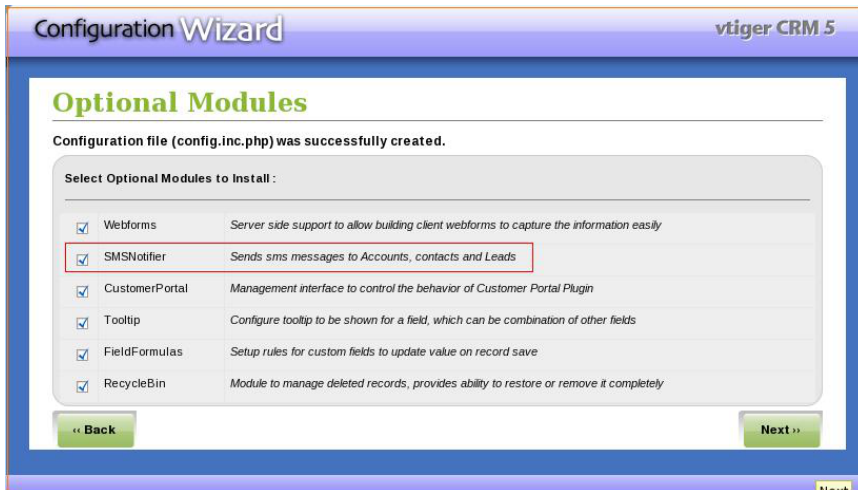 Configuration Wizard
vtiger CRM 5
Optional Modules
Configuration file (config.inc.php) was successfully created.
Select Optional Modules to Install :
Webforms Server side support to allow building client webforms to capture the information easily
SMSNotifier Sends sms messages to Accounts, contacts and Leads
CustomerPortal Management interface to control the behavior of Customer Portal Plugin
Tooltip Configure tooltip to be shown for a field, which can be combination of other fields
FieldFormulas Setup rules for custom fields to update value on record save
RecycleBin Module to manage deleted records, provides ability to restore or remove it completely
‹‹ Back
Next ››
Next